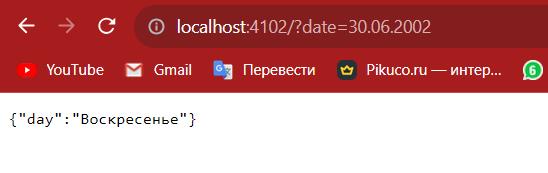 localhost:4102/?date=30.06.2002
YouTube Gmail Перевести Pikuco.ru — интер... 6
{"day":"Воскресенье"}